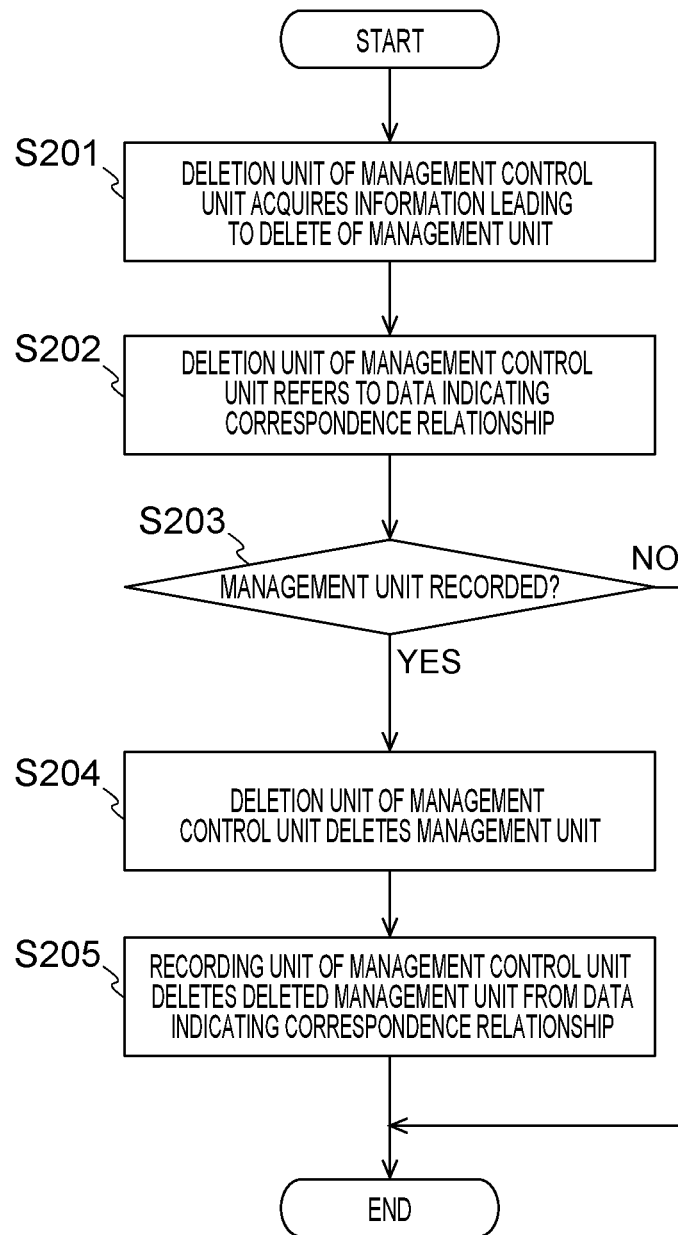 START
S201
DELETION UNIT OF MANAGEMENT CONTROL
UNIT ACQUIRES INFORMATION LEADING
TO DELETE OF MANAGEMENT UNIT
S202
DELETION UNIT OF MANAGEMENT CONTROL
UNIT REFERS TO DATA INDICATING
CORRESPONDENCE RELATIONSHIP
S203
MANAGEMENT UNIT RECORDED?
NO
YES
S204
DELETION UNIT OF MANAGEMENT
CONTROL UNIT DELETES MANAGEMENT UNIT
S205
RECORDING UNIT OF MANAGEMENT CONTROL UNIT
DELETES DELETED MANAGEMENT UNIT FROM DATA
INDICATING CORRESPONDENCE RELATIONSHIP
END